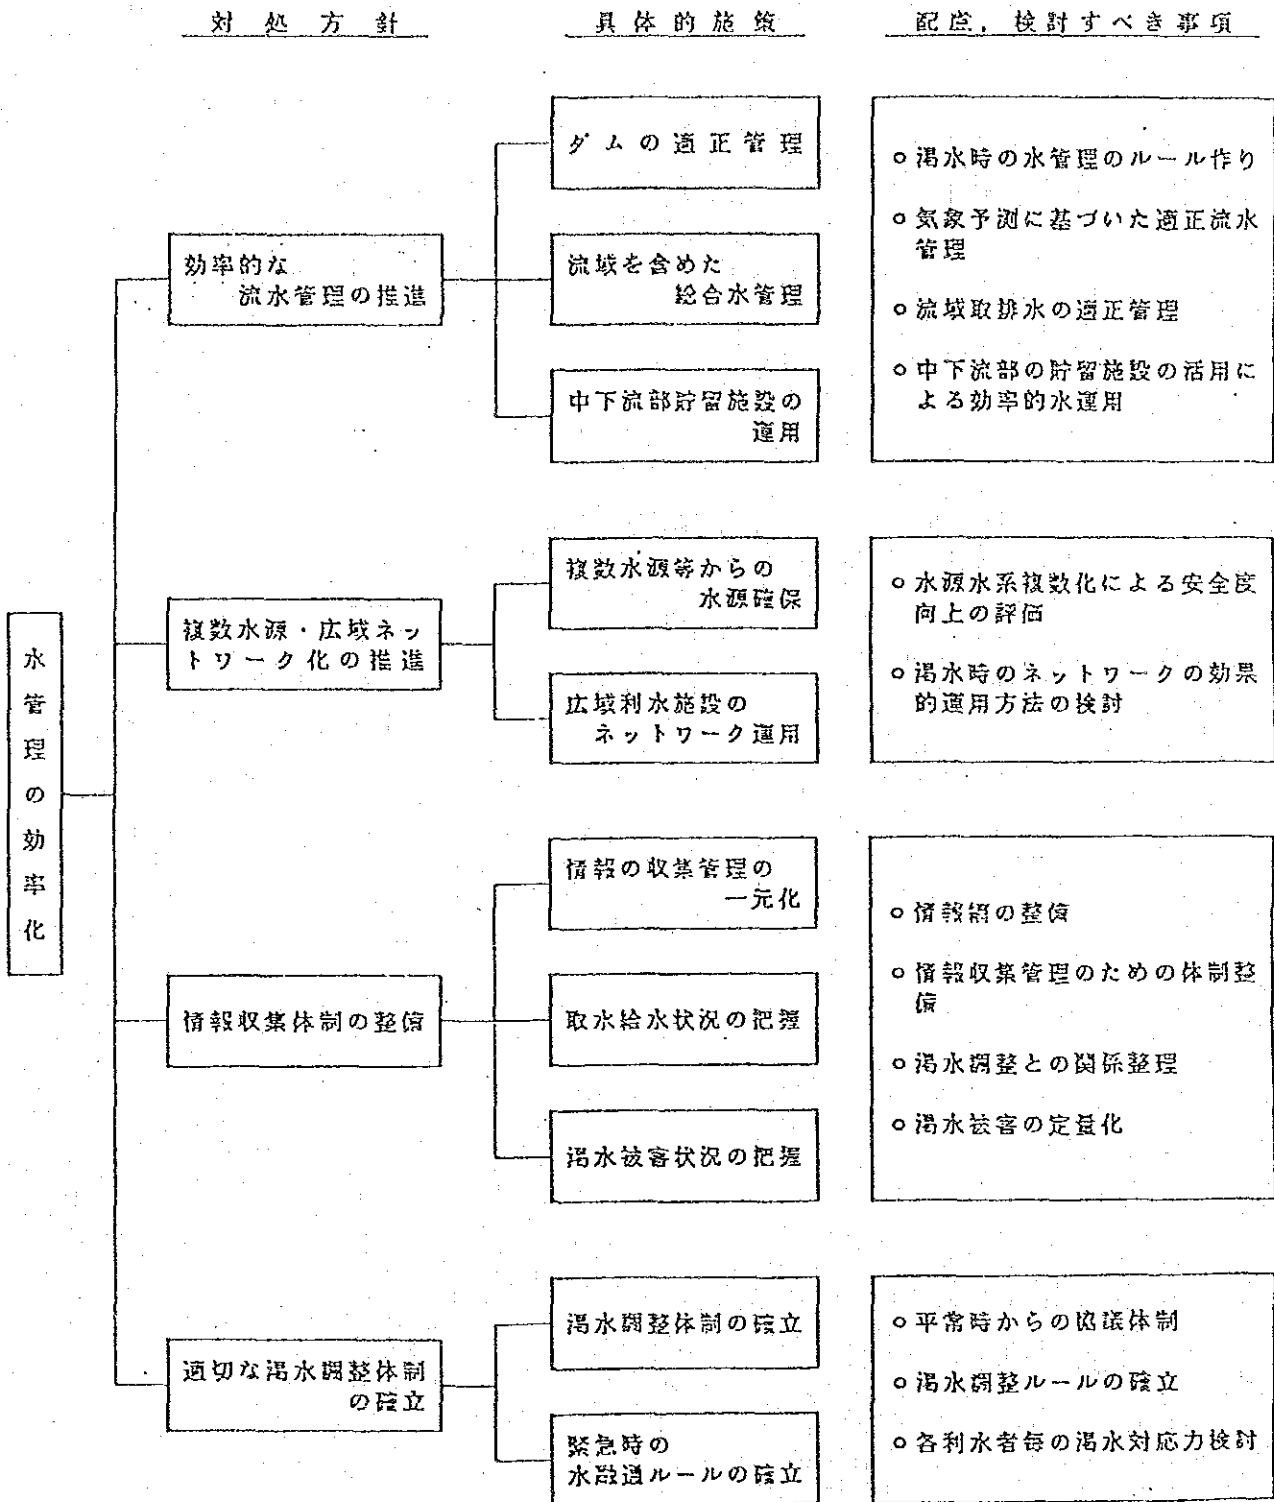 対処方針
具体的施策
配慮，検討すべき事項
水管理の効率化
効率的な
流水管理の推進
ダムの適正管理
流域を含めた
総合水管理
中下流部貯留施設の
運用
○渇水時の水管理のルール作り
○気象予測に基づいた適正流水
管理
○流域取排水の適正管理
○中下流部の貯留施設の活用に
よる効率的水運用
複数水源・広域ネッ
トワーク化の推進
複数水源等からの
水源確保
広域利水施設の
ネットワーク運用
○水源水系複数化による安全度
向上の評価
○渇水時のネットワークの効果
的運用方法の検討
情報収集体制の整備
情報の収集管理の
一元化
取水給水状況の把握
渇水被害状況の把握
○情報網の整備
○情報収集管理のための体制整
備
○渇水調整との関係整理
○渇水被害の定量化
適切な渇水調整体制
の確立
渇水調整体制の確立
緊急時の
水融通ルールの確立
○平常時からの協議体制
○渇水調整ルールの確立
○各利水者毎の渇水対応力検討